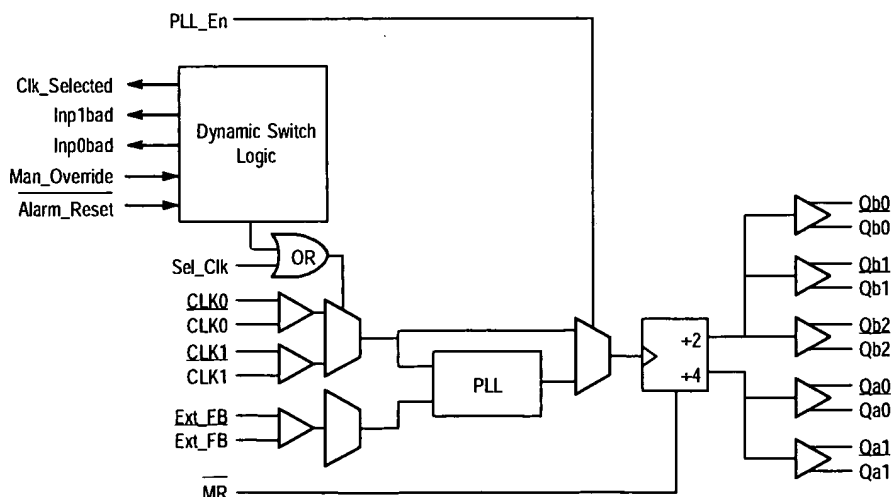 PLL_En
Clk_Selected
Inp1bad
Inp0bad
Man_Override
Alarm_Reset
Dynamic Switch
Logic
OR
Sel_Clk
CLK0
CLK0
CLK1
CLK1
Ext_FB
Ext_FB
MR
PLL
÷2
÷4
Qb0
Qb0
Qb1
Qb1
Qb2
Qb2
Qa0
Qa0
Qa1
Qa1